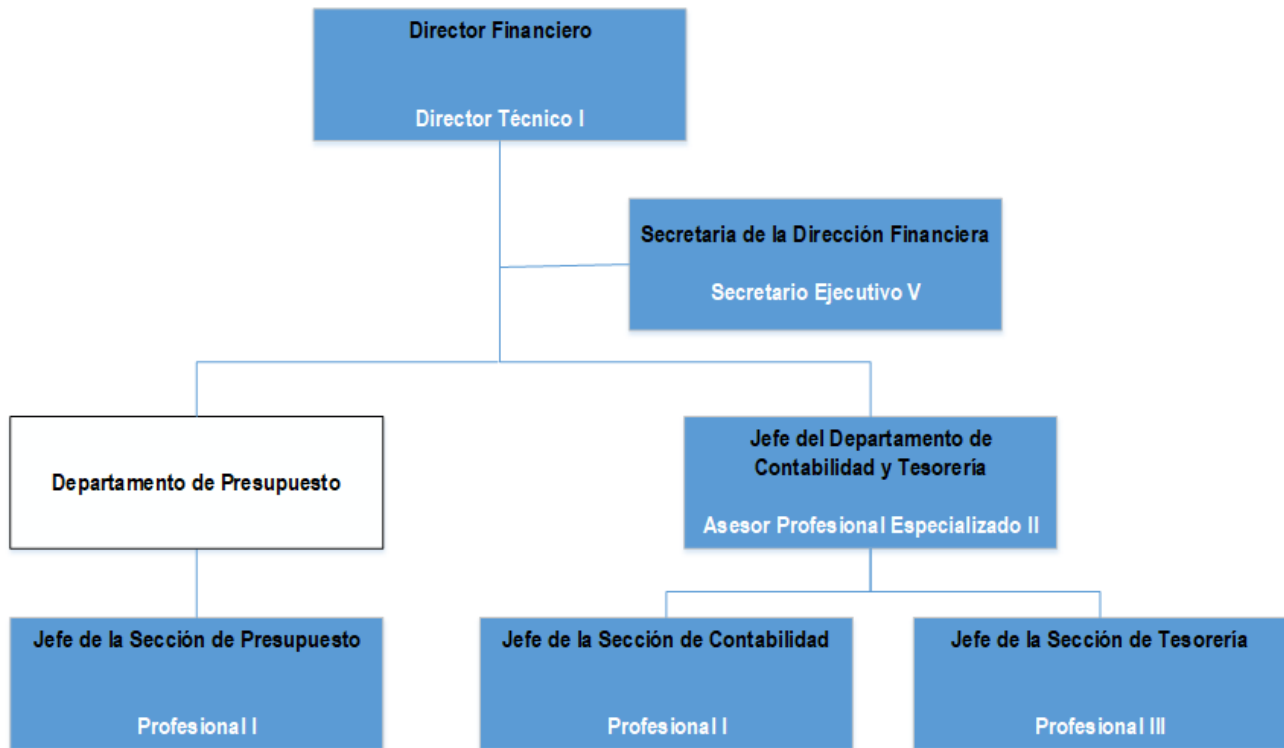 Director Financiero
Director Técnico I
Secretaria de la Dirección Financiera
Secretario Ejecutivo V
Departamento de Presupuesto
Jefe del Departamento de
Contabilidad y Tesorería
Asesor Profesional Especializado II
Jefe de la Sección de Presupuesto
Profesional I
Jefe de la Sección de Contabilidad
Profesional I
Jefe de la Sección de Tesorería
Profesional III